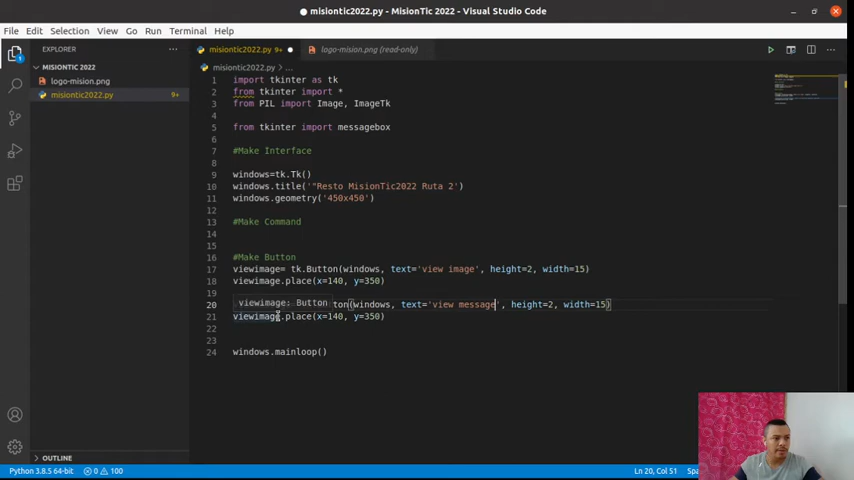 misiontic2022.py - MisionTic - Visual Studio Code
File Edit Selection View Go Run Terminal Help
EXPLORER
misiontic2022.py 9+
logo-mision.png (read-only)
MISIONTIC 2022
misiontic2022.py > ...
logo-mision.png
misiontic2022.py 9+
1 import tkinter as tk
2 from tkinter import *
3 from PIL import Image, ImageTk
4
5 from tkinter import messagebox
6
7 #Make Interface
8
9 windows=tk.Tk()
10 windows.title('"Resto MisionTic2022 Ruta 2')
11 windows.geometry('450x450')
12
13 #Make Command
14
15
16 #Make Button
17 viewimage= tk.Button(windows, text='view image', height=2, width=15)
18 viewimage.place(x=140, y=350)
viewimage: Button
20 ton(windows, text='view message', height=2, width=15)
21 viewimage.place(x=140, y=350)
22
23
24 windows.mainloop()
OUTLINE
Python 3.8.5 64-bit 0 100 Ln 20, Col 51